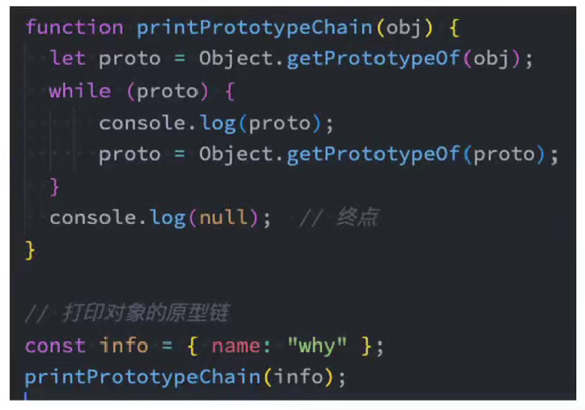 function printPrototypeChain(obj) {
  let proto = Object.getPrototypeOf(obj);
  while (proto) {
      console.log(proto);
      proto = Object.getPrototypeOf(proto);
  }
  console.log(null);  // 终点
}

// 打印对象的原型链
const info = { name: "why" };
printPrototypeChain(info);